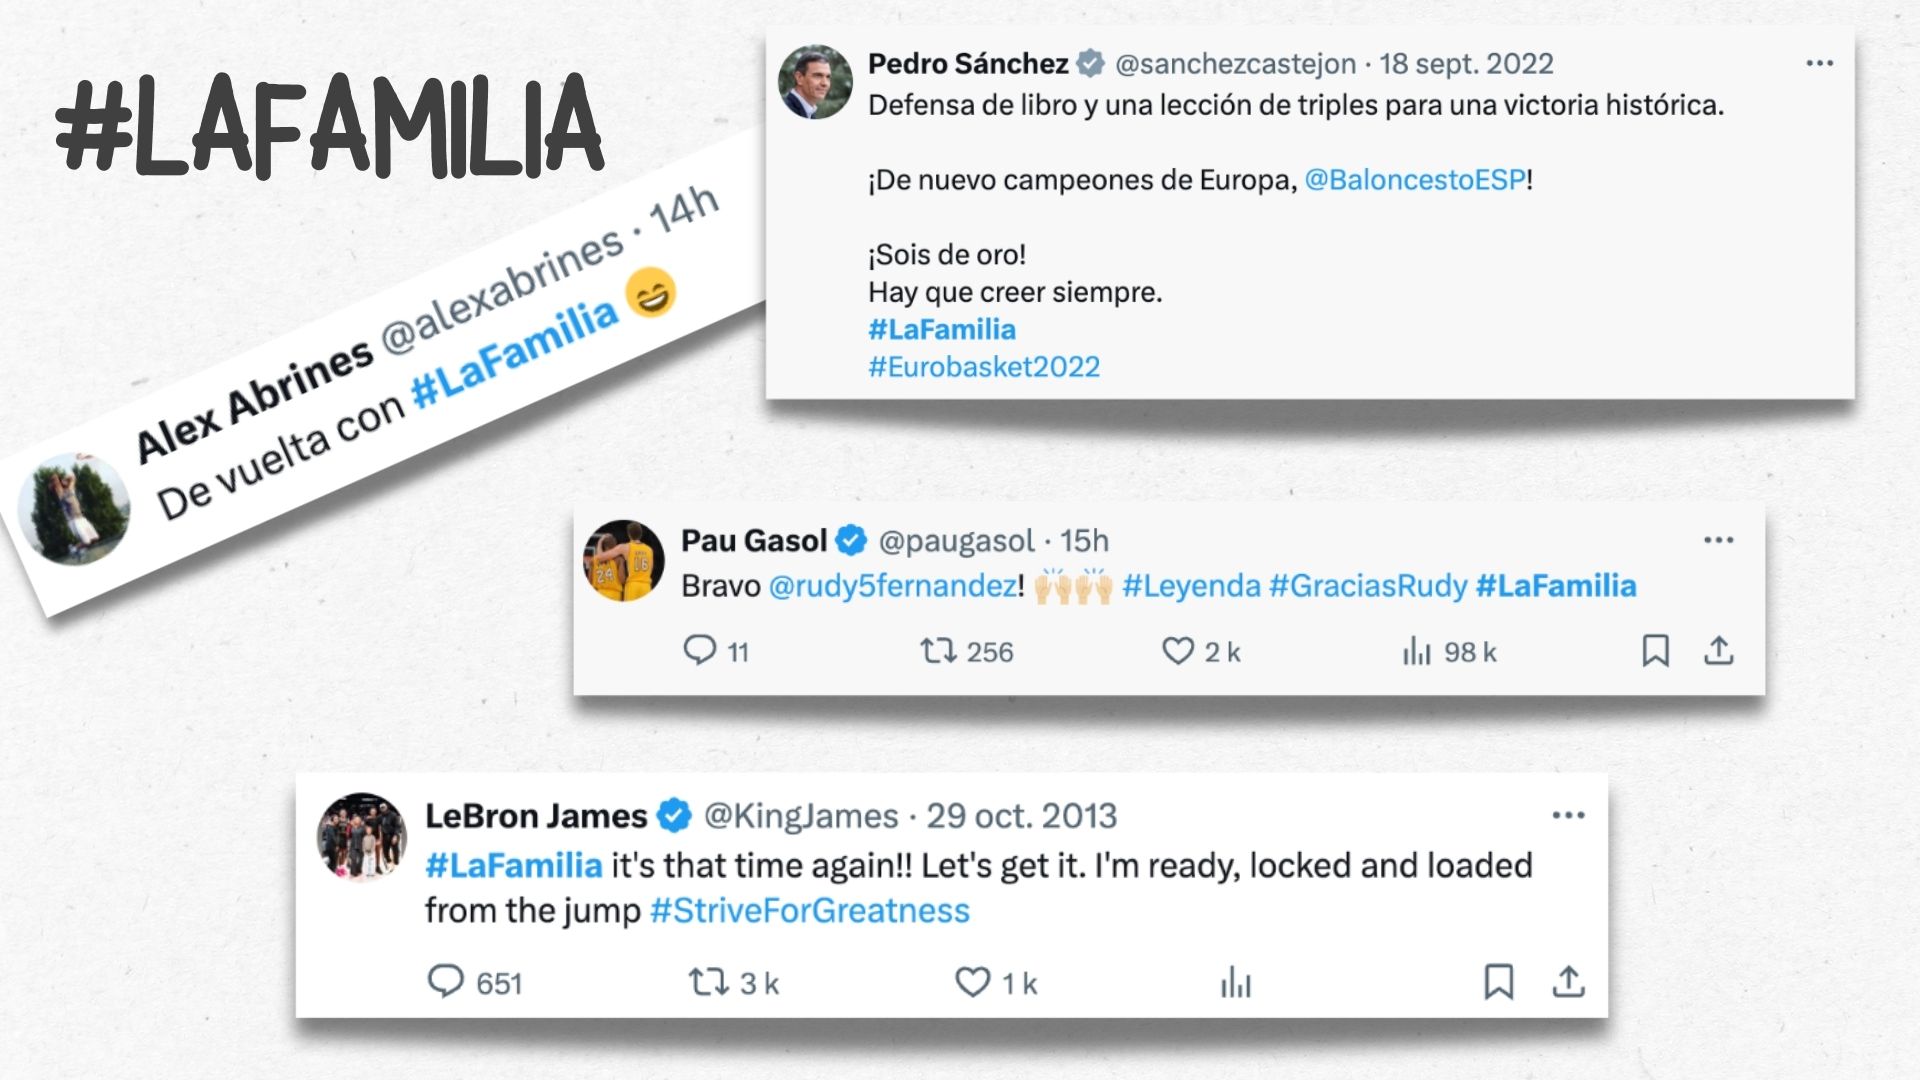 #LAFAMILIA
Pedro Sánchez @sanchezcastejon · 18 sept. 2022
Defensa de libro y una lección de triples para una victoria histórica.
¡De nuevo campeones de Europa, @BaloncestoESP!
¡Sois de oro!
Hay que creer siempre.
#LaFamilia
#Eurobasket2022
Alex Abrines @alexabrines · 14h
De vuelta con #LaFamilia 😄
Pau Gasol @paugasol · 15h
Bravo @rudy5fernandez! 🙌🏼🙌🏼 #Leyenda #GraciasRudy #LaFamilia
11 256 2 k 98 k
LeBron James @KingJames · 29 oct. 2013
#LaFamilia it's that time again!! Let's get it. I'm ready, locked and loaded
from the jump #StriveForGreatness
651 3 k 1 k